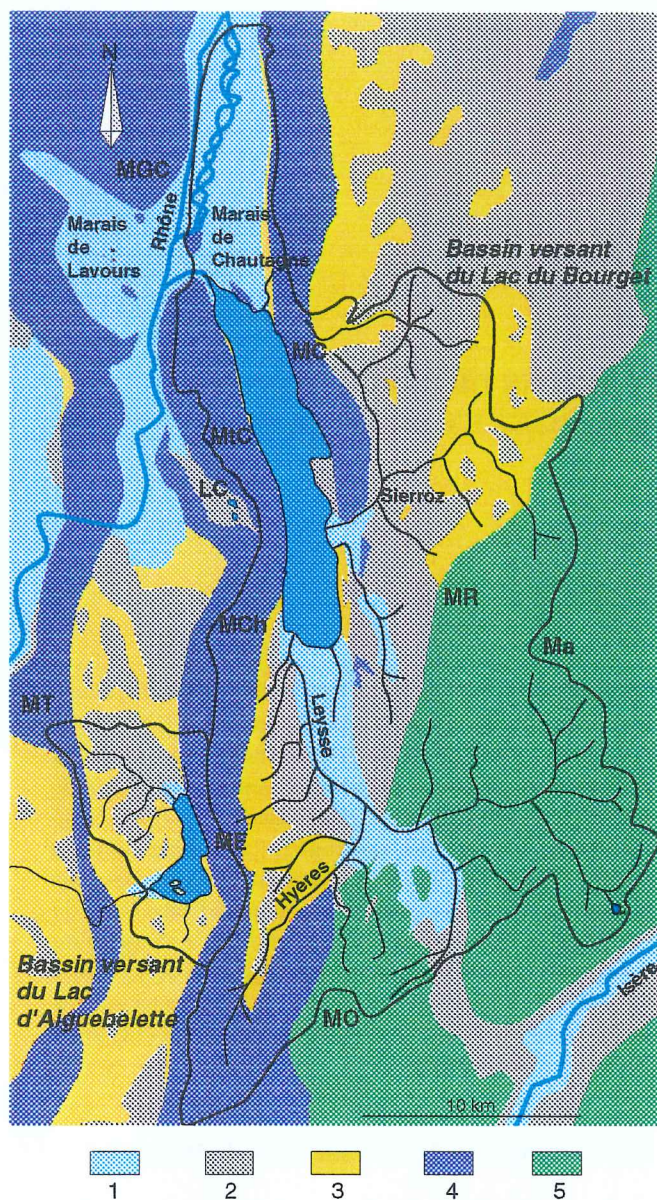 N
MGC
Marais
de
Lavours
Rhône
Marais
de
Chautagne
Bassin versant
du Lac du Bourget
MC
MtC
LC
Sierroz
MCh
MR
Ma
MT
Leysse
ME
Hyères
Bassin versant
du Lac
d'Aiguebelette
MO
Isère
10 km
1 2 3 4 5